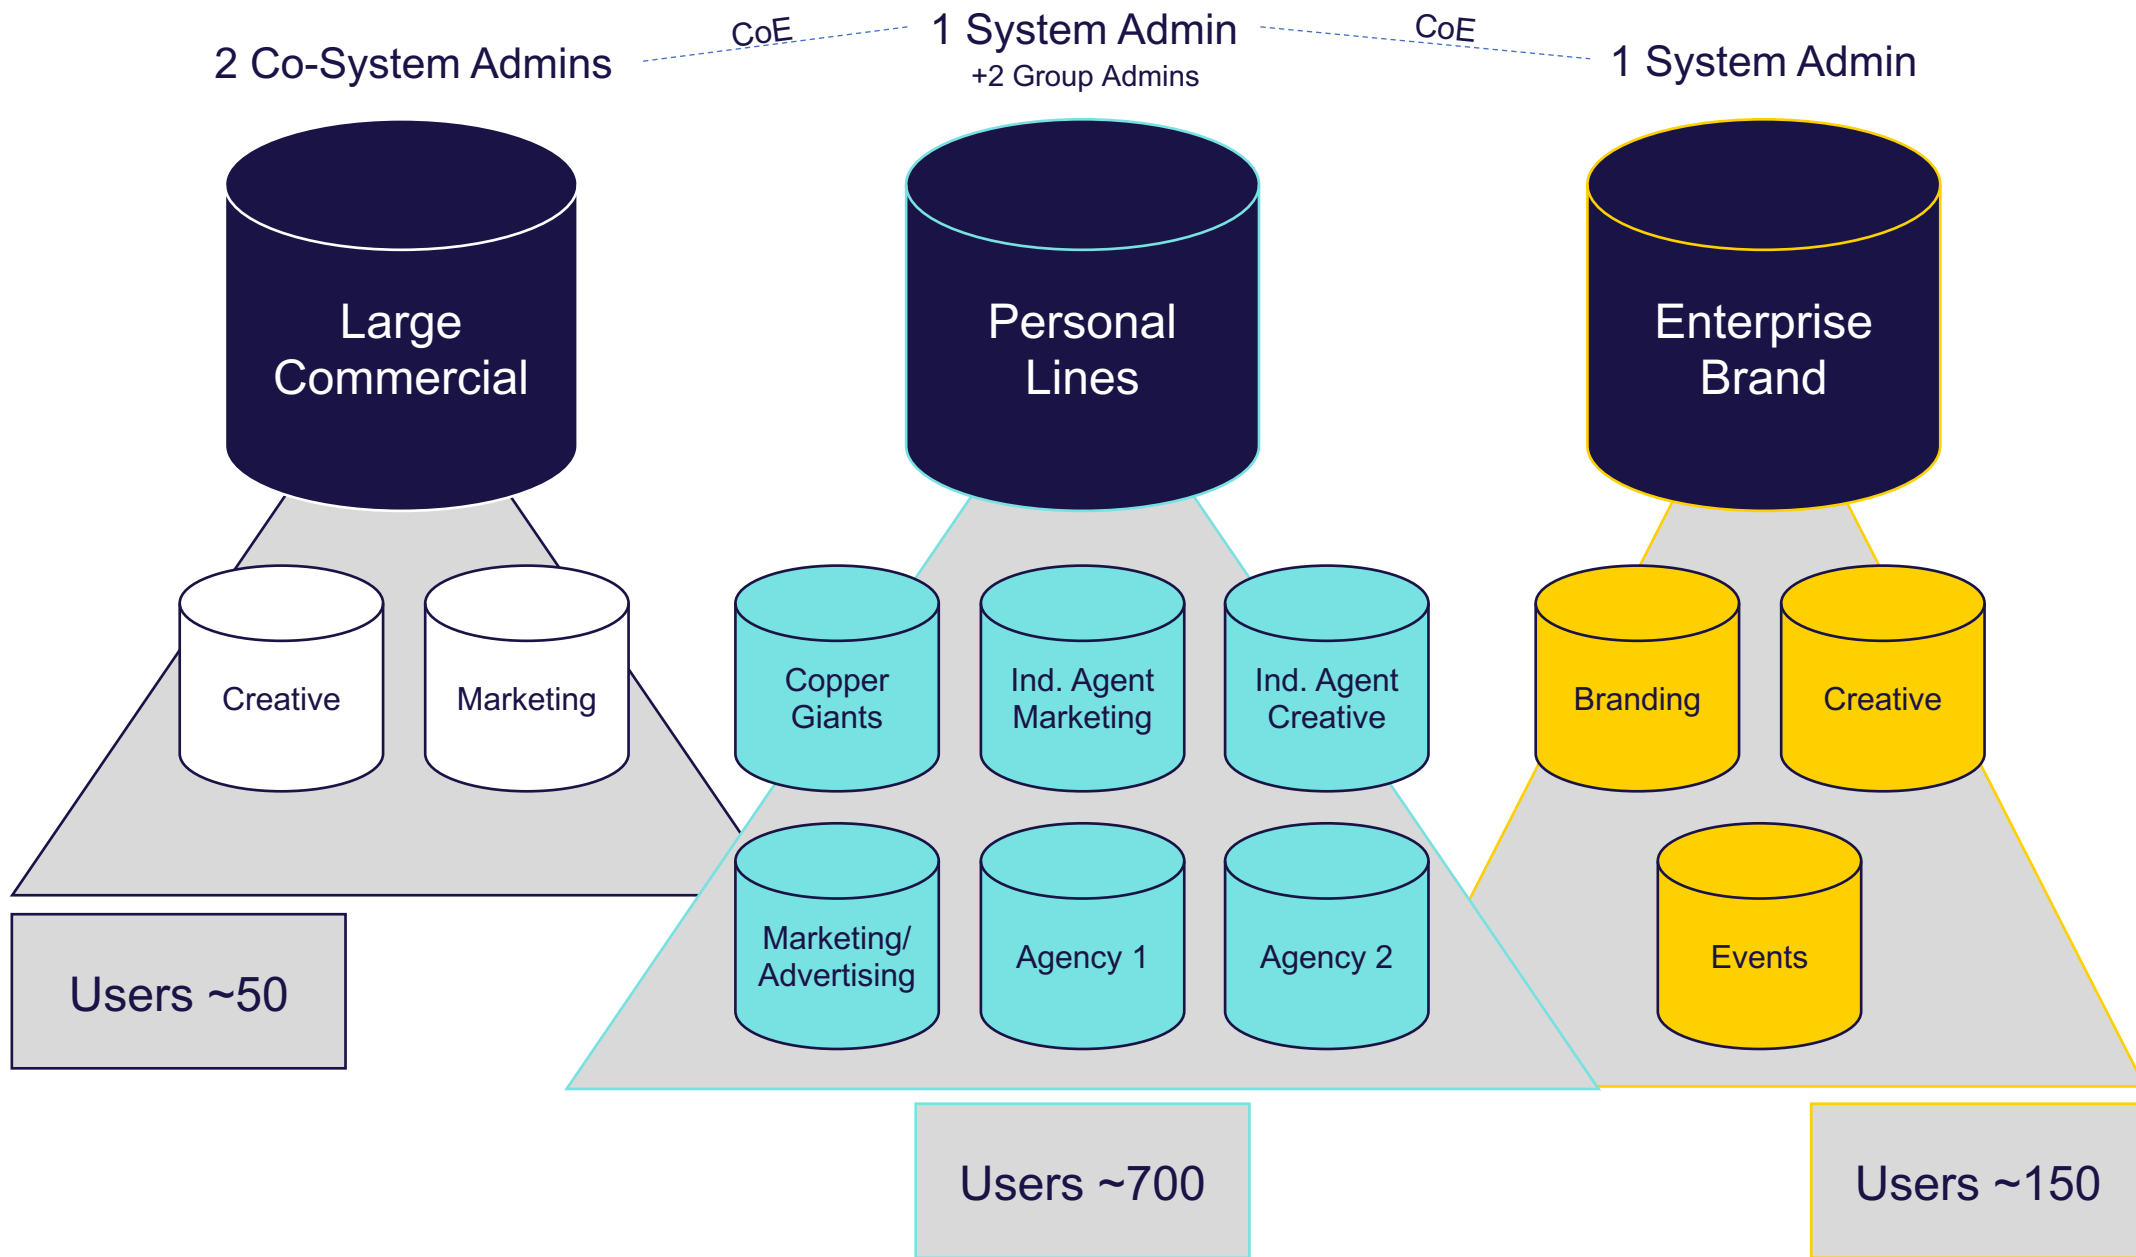 2 Co-System Admins
CoE
1 System Admin
+2 Group Admins
CoE
1 System Admin
Large
Commercial
Personal
Lines
Enterprise
Brand
Creative
Marketing
Copper
Giants
Ind. Agent
Marketing
Ind. Agent
Creative
Branding
Creative
Marketing/
Advertising
Agency 1
Agency 2
Events
Users ~50
Users ~700
Users ~150